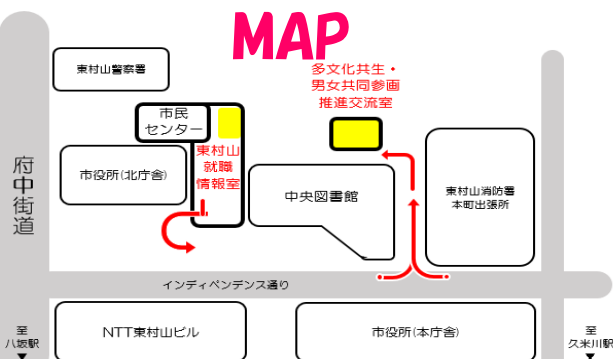 MAP
東村山警察署
多文化共生・
男女共同参画
推進交流室
市民
センター
東村山
就職
情報室
市役所(北庁舎)
中央図書館
東村山消防署
本町出張所
府中街道
インディペンデンス通り
NTT東村山ビル
市役所(本庁舎)
至
八坂駅
▼
至
久米川駅
▼